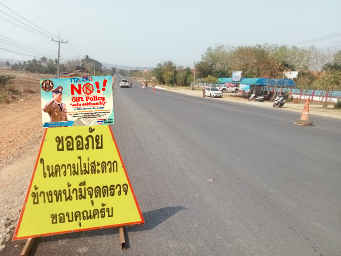 NO!!
Gift Policy
ขออภัย
ในความไม่สะดวก
ข้างหน้ามีจุดตรวจ
ขอบคุณครับ